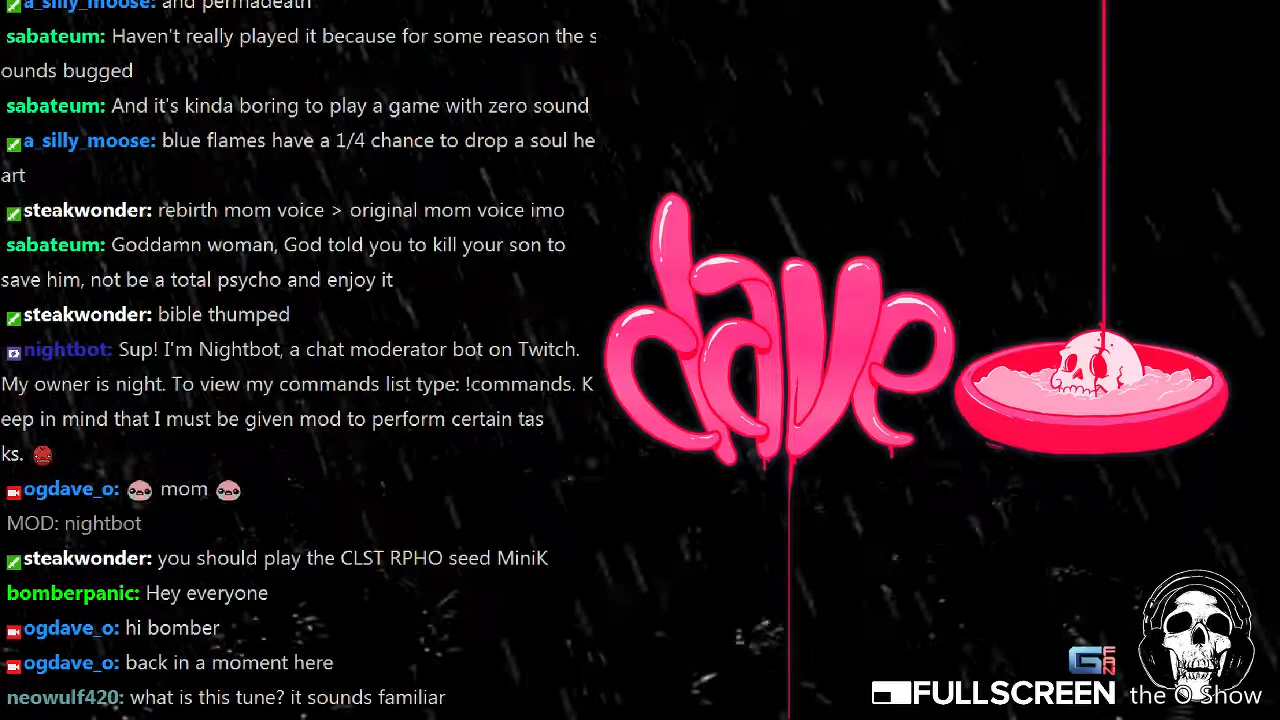 a_silly_moose: and permadeath
sabateum: Haven't really played it because for some reason the s
ounds bugged
sabateum: And it's kinda boring to play a game with zero sound
a_silly_moose: blue flames have a 1/4 chance to drop a soul he
art
steakwonder: rebirth mom voice > original mom voice imo
sabateum: Goddamn woman, God told you to kill your son to
save him, not be a total psycho and enjoy it
steakwonder: bible thumped
nightbot: Sup! I'm Nightbot, a chat moderator bot on Twitch.
My owner is night. To view my commands list type: !commands. K
eep in mind that I must be given mod to perform certain tas
ks.
ogdave_o: mom
MOD: nightbot
steakwonder: you should play the CLST RPHO seed MiniK
bomberpanic: Hey everyone
ogdave_o: hi bomber
ogdave_o: back in a moment here
neowulf420: what is this tune? it sounds familiar
dave
G FAN
FULLSCREEN
the O Show